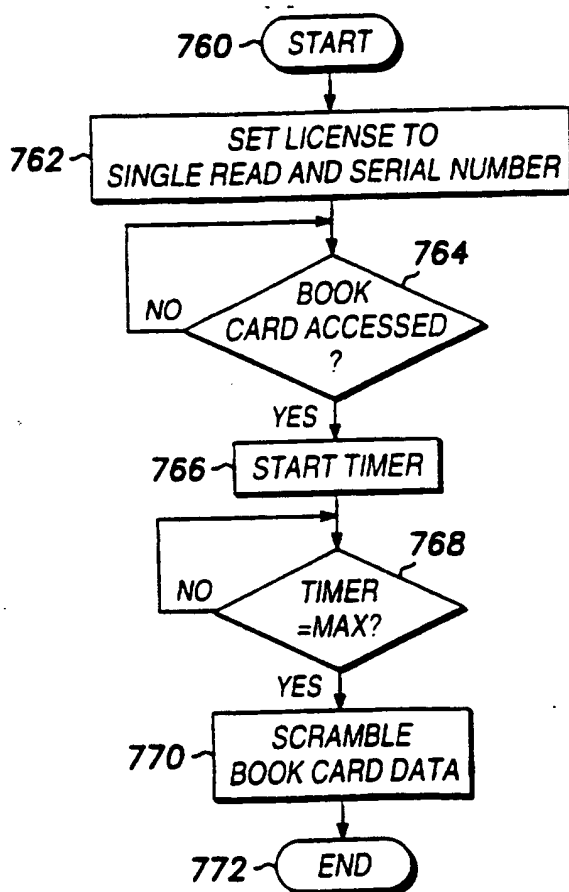 760 START
762 SET LICENSE TO
SINGLE READ AND SERIAL NUMBER
764
BOOK
CARD ACCESSED
?
NO
YES
766 START TIMER
768
TIMER
=MAX?
NO
YES
770 SCRAMBLE
BOOK CARD DATA
772 END